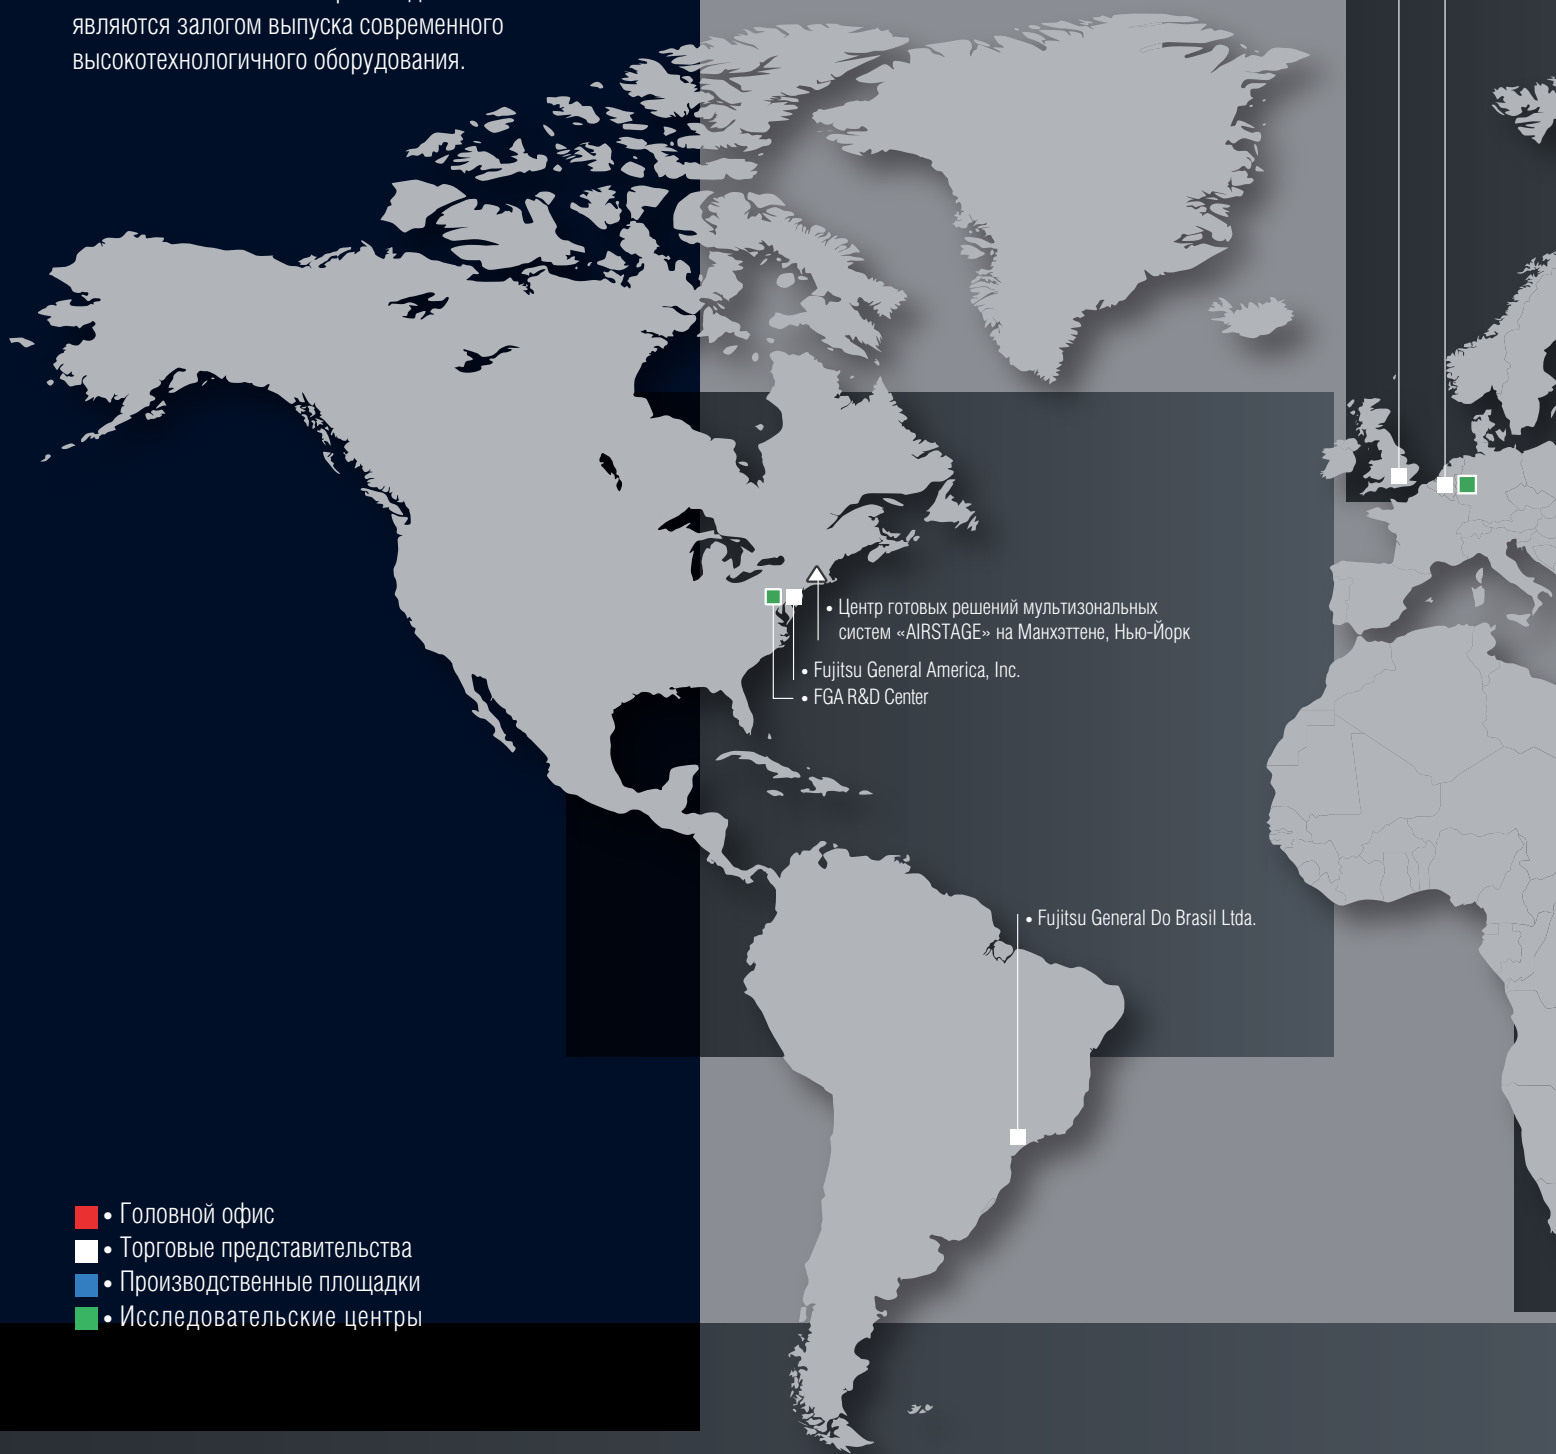 являются залогом выпуска современного
высокотехнологичного оборудования.
• Центр готовых решений мультизональных
систем «AIRSTAGE» на Манхэттене, Нью-Йорк
• Fujitsu General America, Inc.
• FGA R&D Center
• Fujitsu General Do Brasil Ltda.
• Головной офис
• Торговые представительства
• Производственные площадки
• Исследовательские центры